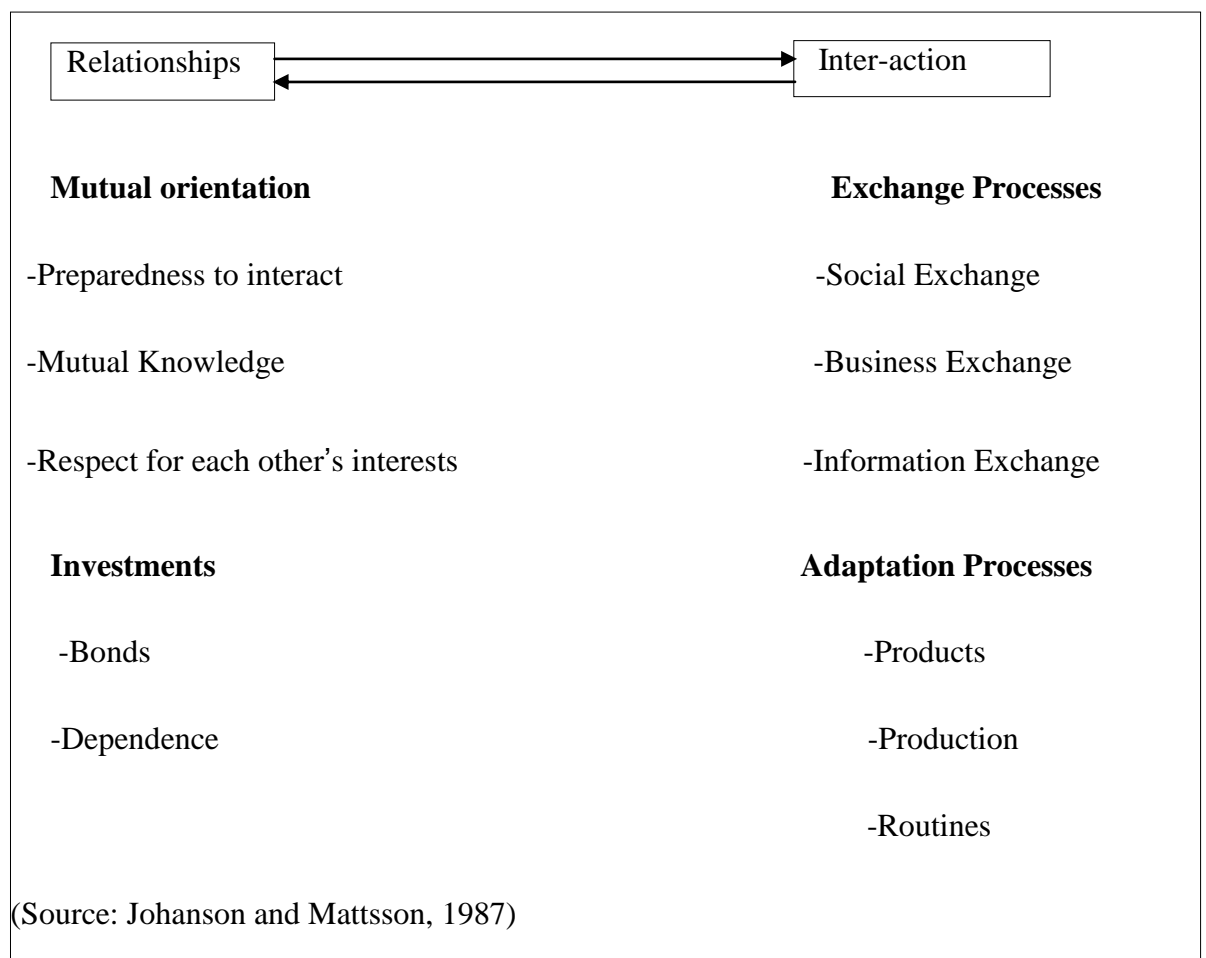 Relationships Inter-action
Mutual orientation Exchange Processes
-Preparedness to interact -Social Exchange
-Mutual Knowledge -Business Exchange
-Respect for each other’s interests -Information Exchange
Investments Adaptation Processes
-Bonds -Products
-Dependence -Production
-Routines
(Source: Johanson and Mattsson, 1987)